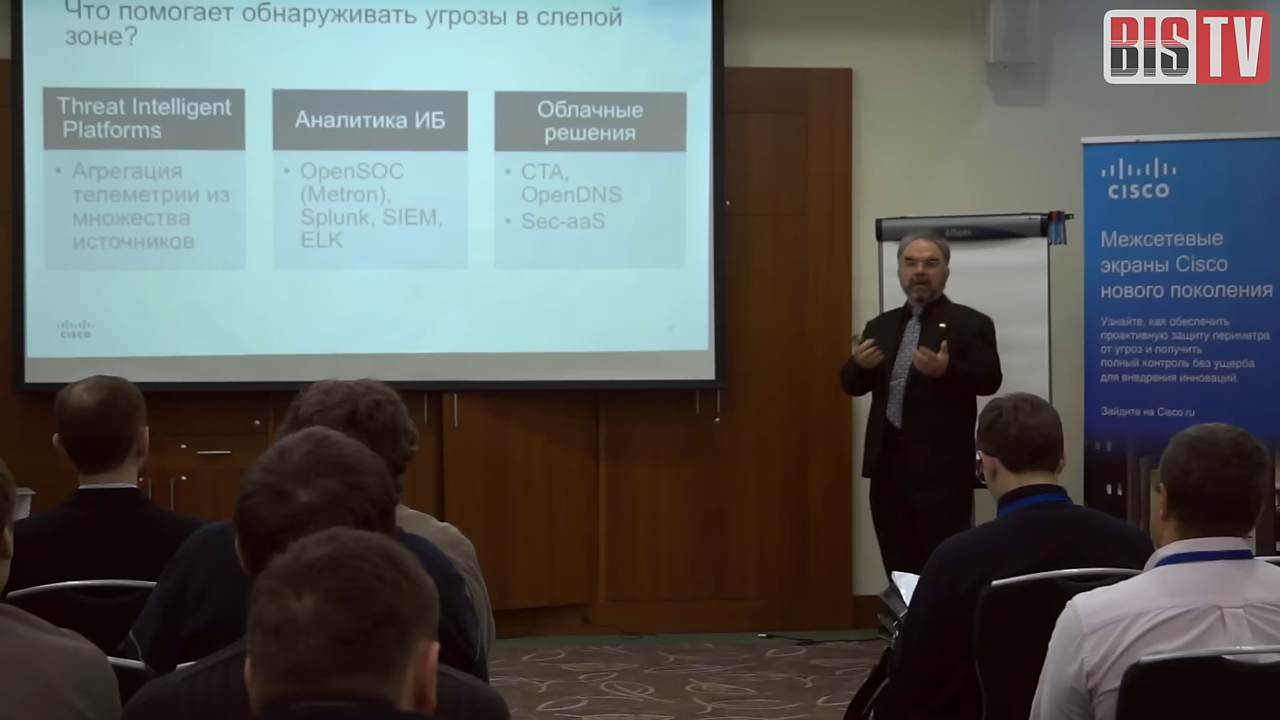 Что помогает обнаруживать угрозы в слепой
зоне?
Threat Intelligent
Platforms
• Агрегация
телеметрии из
множества
источников
Аналитика ИБ
• OpenSOC
(Metron),
Splunk, SIEM,
ELK
Облачные
решения
• CTA,
OpenDNS
• Sec-aaS
cisco
BISTV
CISCO
Межсетевые
экраны Cisco
нового поколения
Узнайте, как обеспечить
проактивную защиту периметра
от угроз и получить
полный контроль без ущерба
для внедрения инноваций.
Зайдите на Cisco.ru